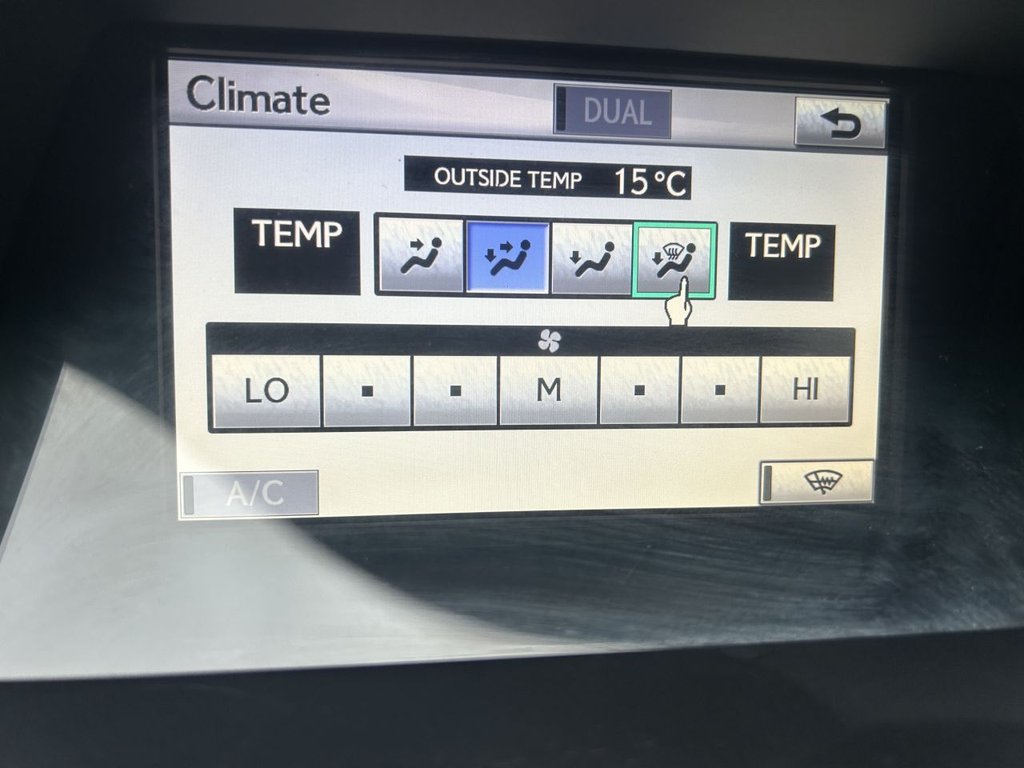 Climate
DUAL
OUTSIDE TEMP 15°C
TEMP
TEMP
LO
M
HI
A/C